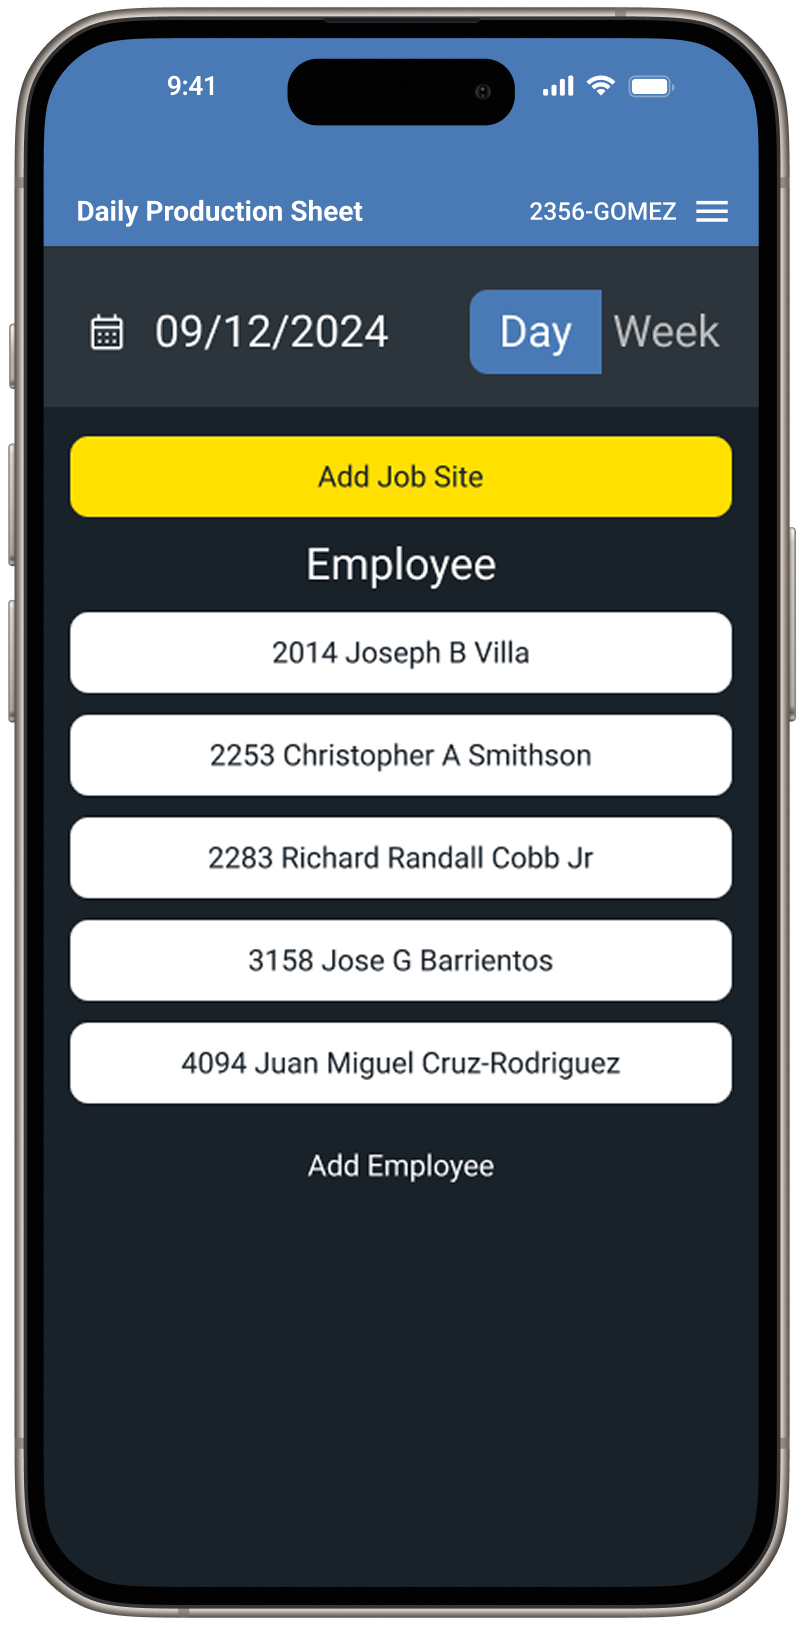 9:41
Daily Production Sheet 2356-GOMEZ
09/12/2024 Day Week
Add Job Site
Employee
2014 Joseph B Villa
2253 Christopher A Smithson
2283 Richard Randall Cobb Jr
3158 Jose G Barrientos
4094 Juan Miguel Cruz-Rodriguez
Add Employee